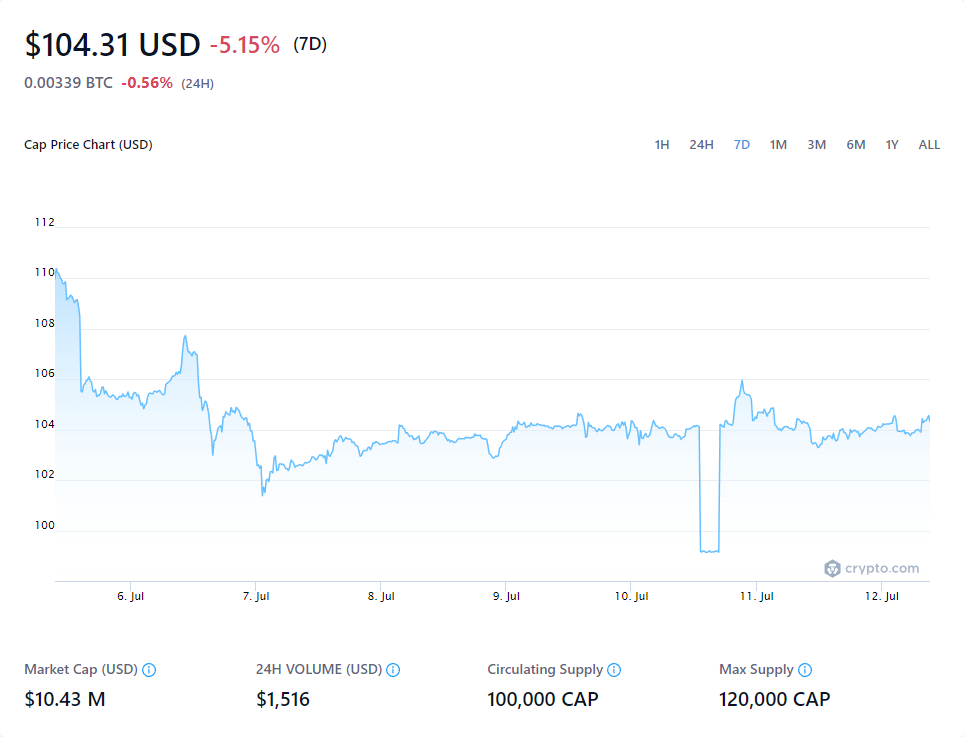 $104.31 USD -5.15% (7D)
0.00339 BTC -0.56% (24H)
Cap Price Chart (USD) 1H 24H 7D 1M 3M 6M 1Y ALL
112
110
108
106
104
102
100
crypto.com
6. Jul 7. Jul 8. Jul 9. Jul 10. Jul 11. Jul 12. Jul
Market Cap (USD) 24H VOLUME (USD) Circulating Supply Max Supply
$10.43 M $1,516 100,000 CAP 120,000 CAP